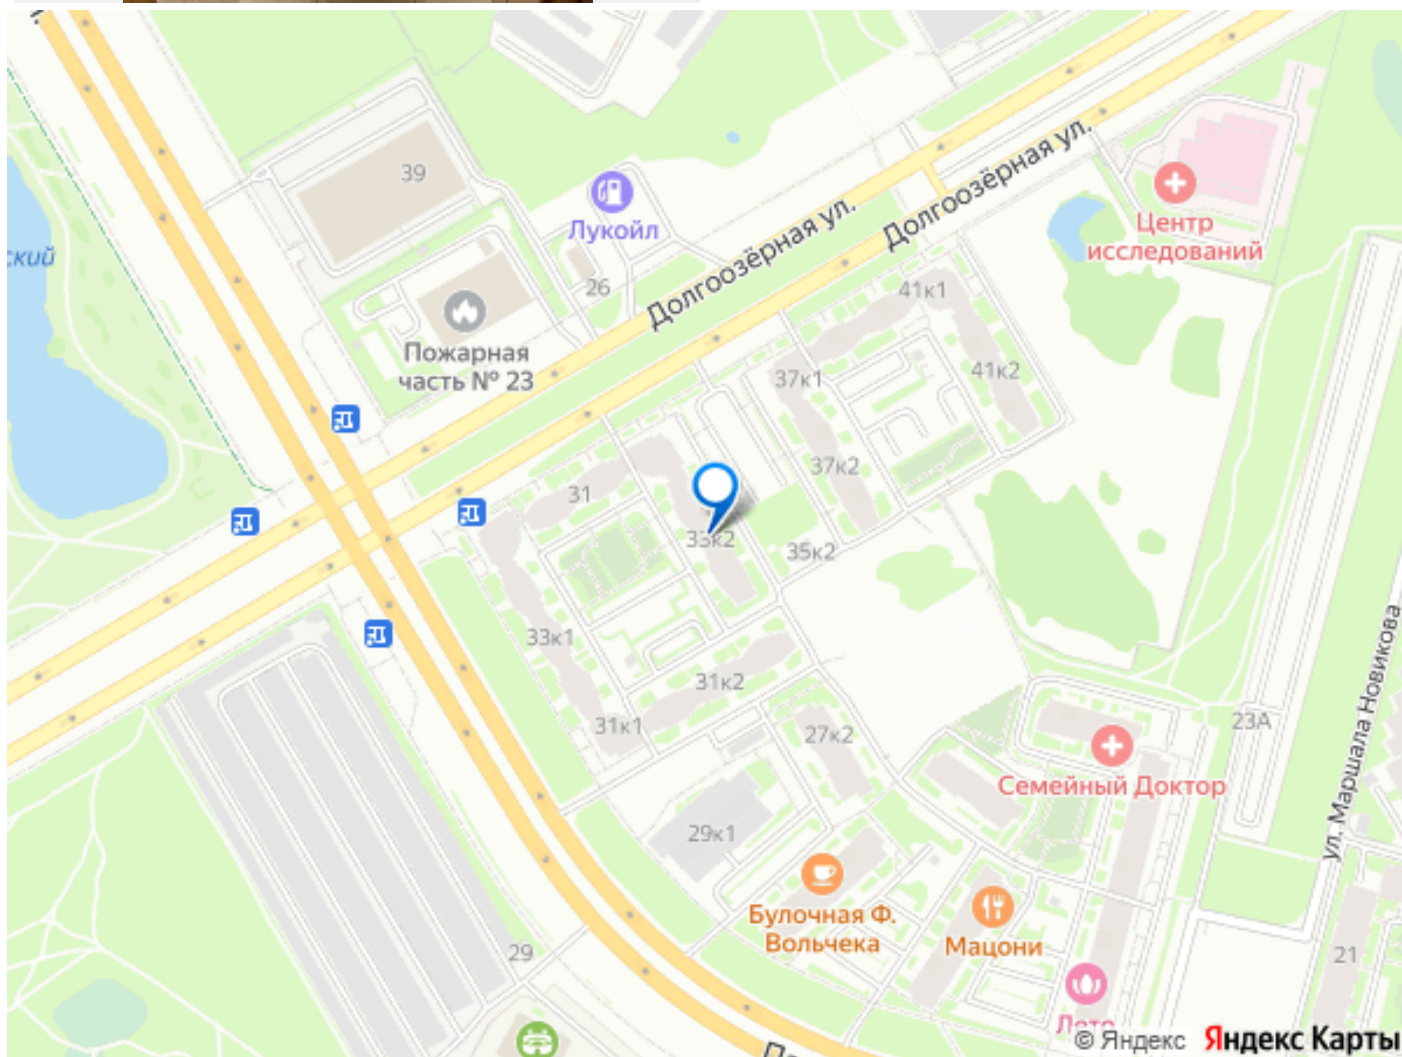 39
Лукойл
26
Долгоозёрная ул.
Долгоозёрная ул.
Центр
исследований
ский
Пожарная
часть № 23
41к1
37к1
41к2
37к2
31
33к2
35к2
33к1
31к2
31к1
27к2
23А
ул. Маршала Новикова
Семейный Доктор
29к1
Булочная Ф.
Вольчека
Мацони
29
21
© Яндекс Яндекс Карты